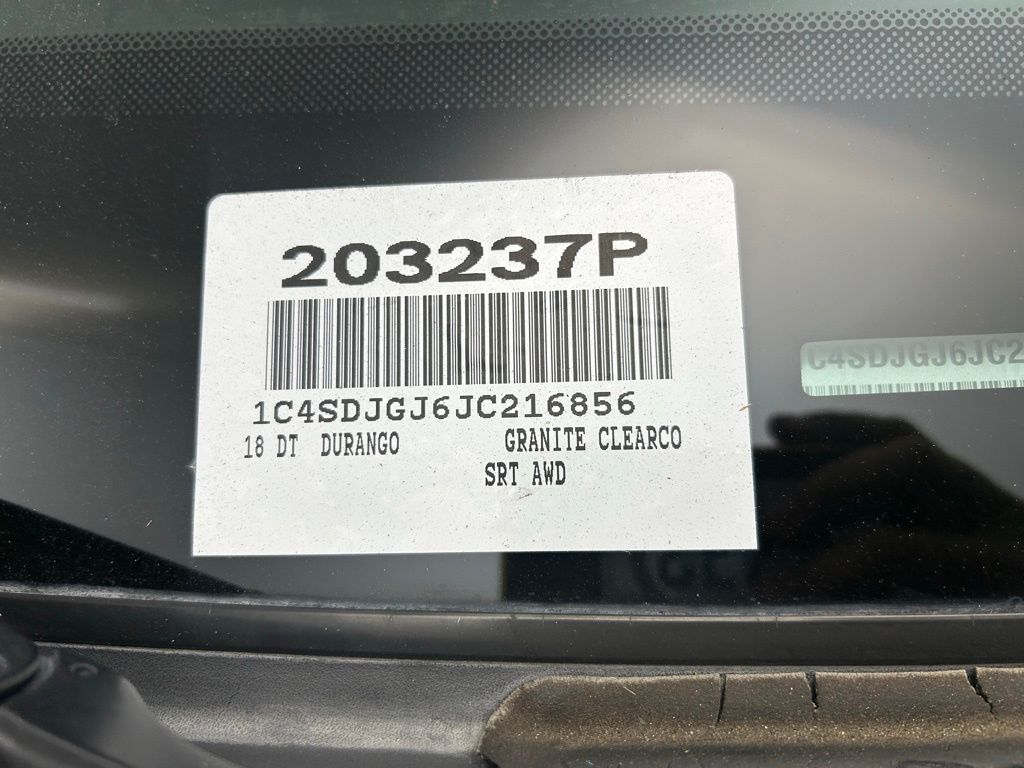 203237P
C4SDJGJ6JC2
1C4SDJGJ6JC216856
18 DT DURANGO GRANITE CLEARCO
SRT AWD